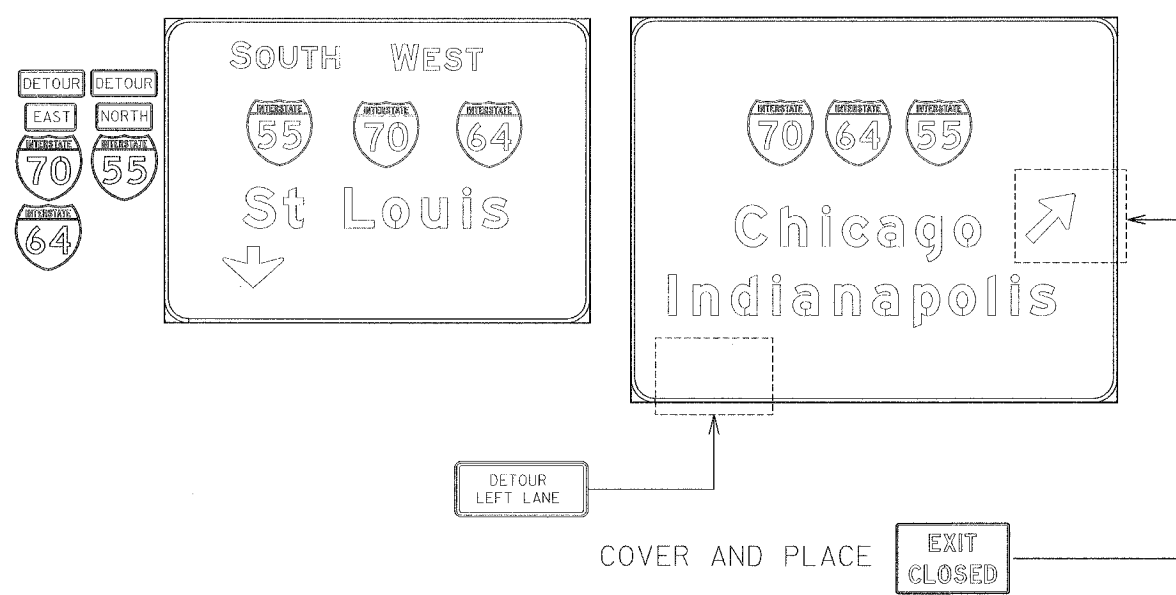 DETOUR DETOUR
EAST NORTH
INTERSTATE INTERSTATE
70 55
INTERSTATE
64
SOUTH WEST
INTERSTATE INTERSTATE INTERSTATE
55 70 64
St Louis
INTERSTATE INTERSTATE INTERSTATE
70 64 55
Chicago
Indianapolis
DETOUR
LEFT LANE
COVER AND PLACE
EXIT
CLOSED